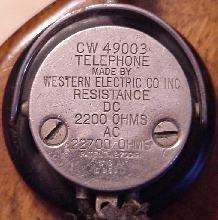 CW 49003
TELEPHONE
MADE BY
WESTERN ELECTRIC CO INC
RESISTANCE
DC
2200 OHMS
AC
22700 OHMS